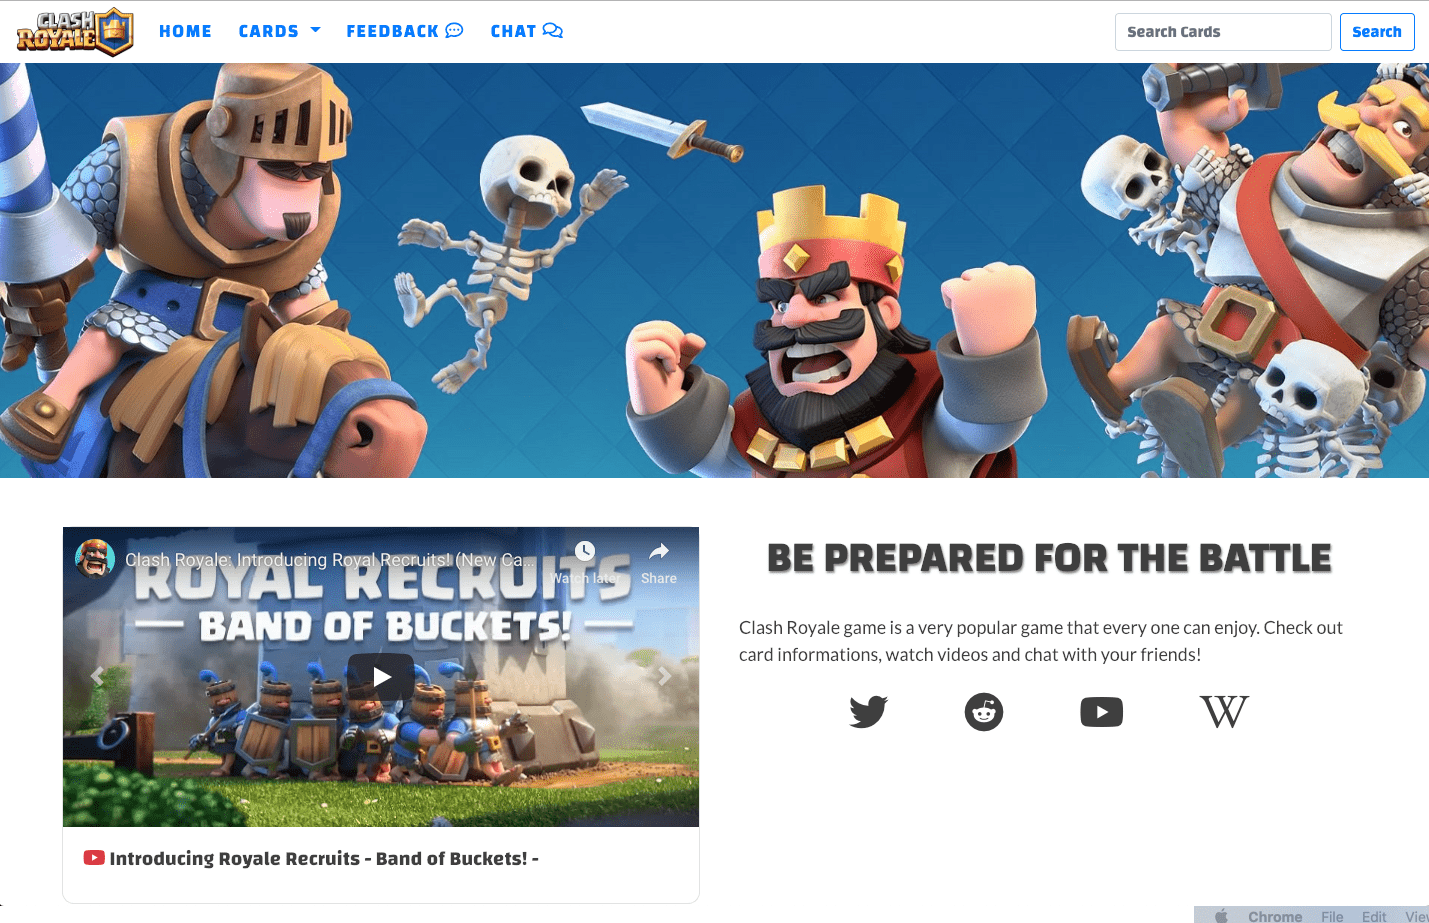 CLASH
ROYALE
HOME CARDS FEEDBACK CHAT Search Cards Search
Clash Royale: Introducing Royal Recruits! (New Ca...
Watch later Share
ROYAL RECRUITS
BAND OF BUCKETS!
Introducing Royale Recruits - Band of Buckets! -
BE PREPARED FOR THE BATTLE
Clash Royale game is a very popular game that every one can enjoy. Check out
card informations, watch videos and chat with your friends!
W
Chrome File Edit View